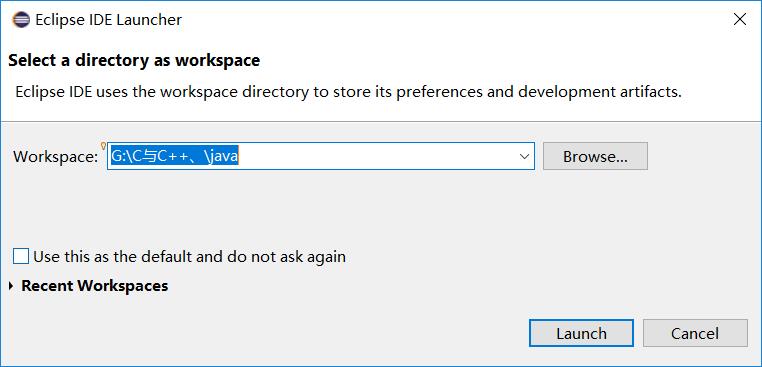 Eclipse IDE Launcher
Select a directory as workspace
Eclipse IDE uses the workspace directory to store its preferences and development artifacts.
Workspace: G:\C与C++、\java Browse...
Use this as the default and do not ask again
Recent Workspaces
Launch Cancel